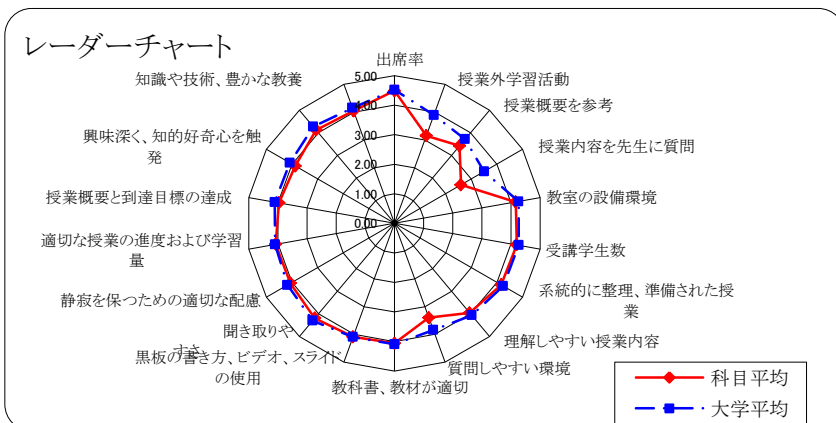 レーダーチャート
出席率
授業外学習活動
授業概要を参考
授業内容を先生に質問
教室の設備環境
受講学生数
系統的に整理、準備された授
業
理解しやすい授業内容
質問しやすい環境
教科書、教材が適切
黒板の書き方、ビデオ、スライド
の使用
聞き取りや
すさ
静寂を保つための適切な配慮
適切な授業の進度および学習
量
授業概要と到達目標の達成
興味深く、知的好奇心を触
発
知識や技術、豊かな教養
5.00
4.00
3.00
2.00
1.00
0.00
科目平均
大学平均